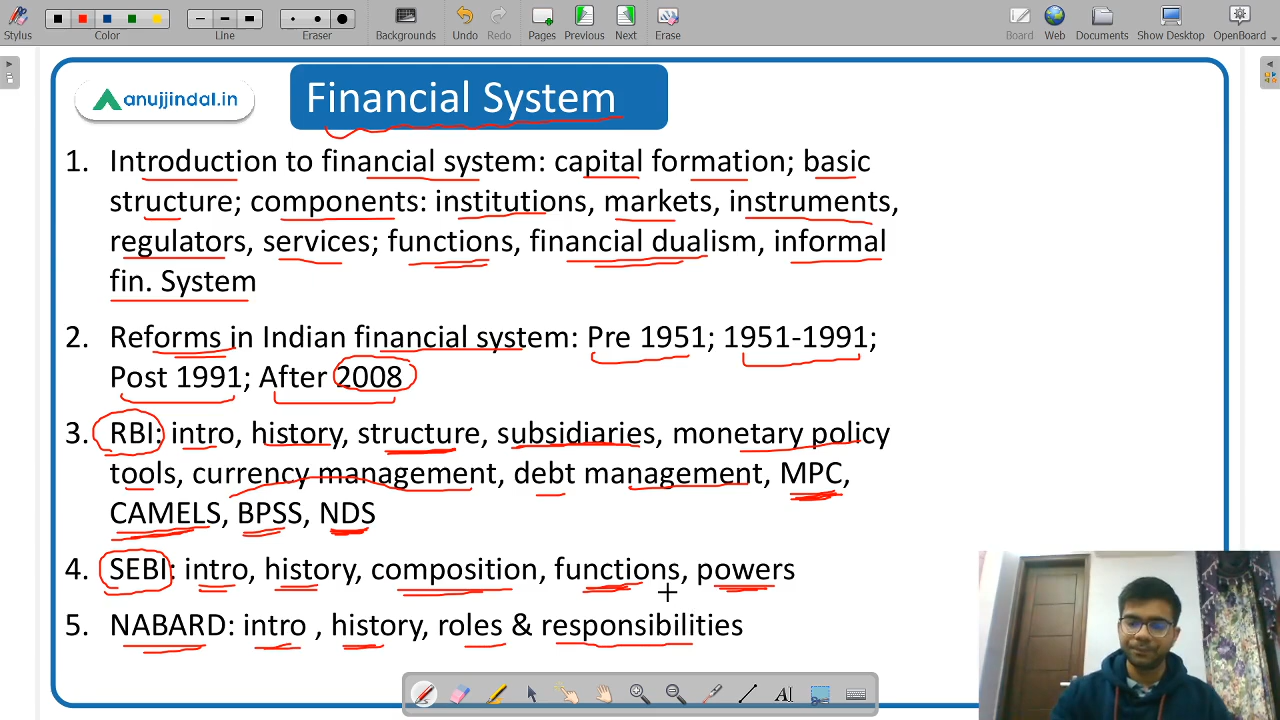 Stylus
Color
Line
Eraser
Backgrounds
Undo
Redo
Pages
Previous
Next
Erase
Board
Web
Documents
Show Desktop
OpenBoard
anujjindal.in
Financial System
1. Introduction to financial system: capital formation; basic
structure; components: institutions, markets, instruments,
regulators, services; functions, financial dualism, informal
fin. System
2. Reforms in Indian financial system: Pre 1951; 1951-1991;
Post 1991; After 2008
3. RBI: intro, history, structure, subsidiaries, monetary policy
tools, currency management, debt management, MPC,
CAMELS, BPSS, NDS
4. SEBI: intro, history, composition, functions, powers
5. NABARD: intro , history, roles & responsibilities
AI